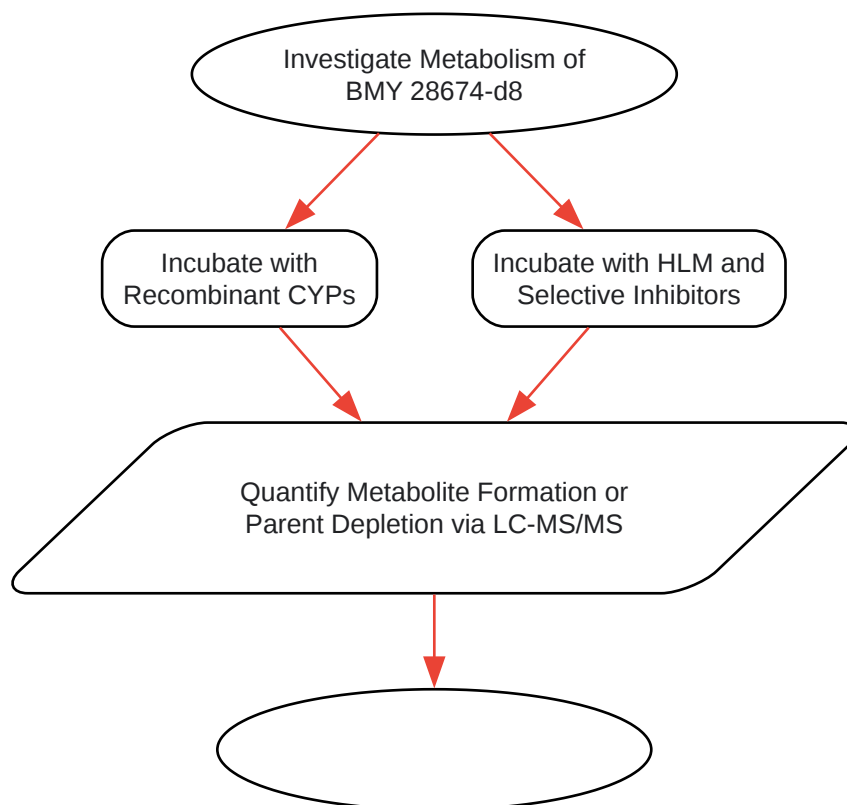 Investigate Metabolism of
BMY 28674-d8
Incubate with
Recombinant CYPs
Incubate with HLM and
Selective Inhibitors
Quantify Metabolite Formation or
Parent Depletion via LC-MS/MS